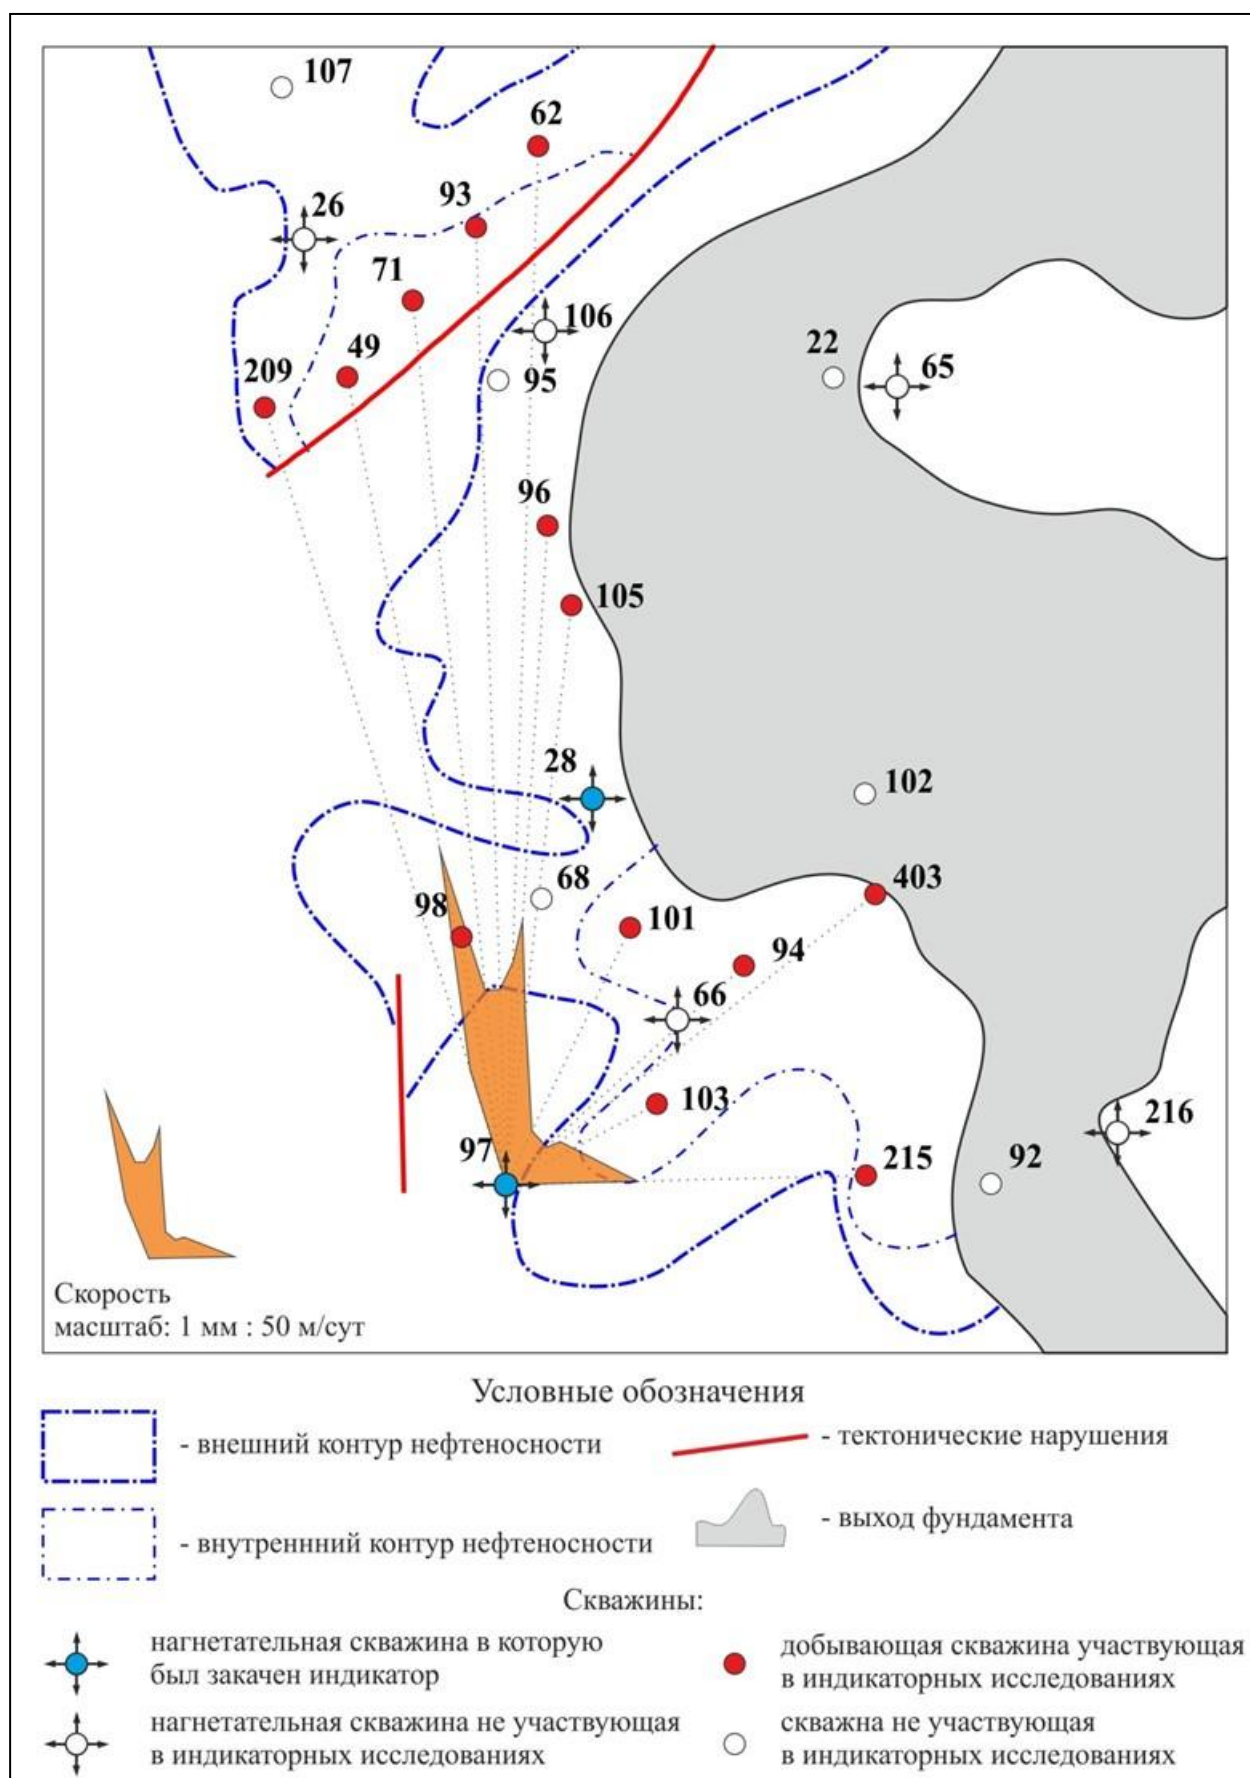 107
62
26
93
71
106
49
22
65
209
95
96
105
28
102
68
403
98
101
94
66
103
216
97
215
92
Скорость
масштаб: 1 мм : 50 м/сут
Условные обозначения
- внешний контур нефтеносности
- тектонические нарушения
- внутреннний контур нефтеносности
- выход фундамента
Скважины:
нагнетательная скважина в которую
был закачен индикатор
добывающая скважина участвующая
в индикаторных исследованиях
нагнетательная скважина не участвующая
в индикаторных исследованиях
скважна не участвующая
в индикаторных исследованиях